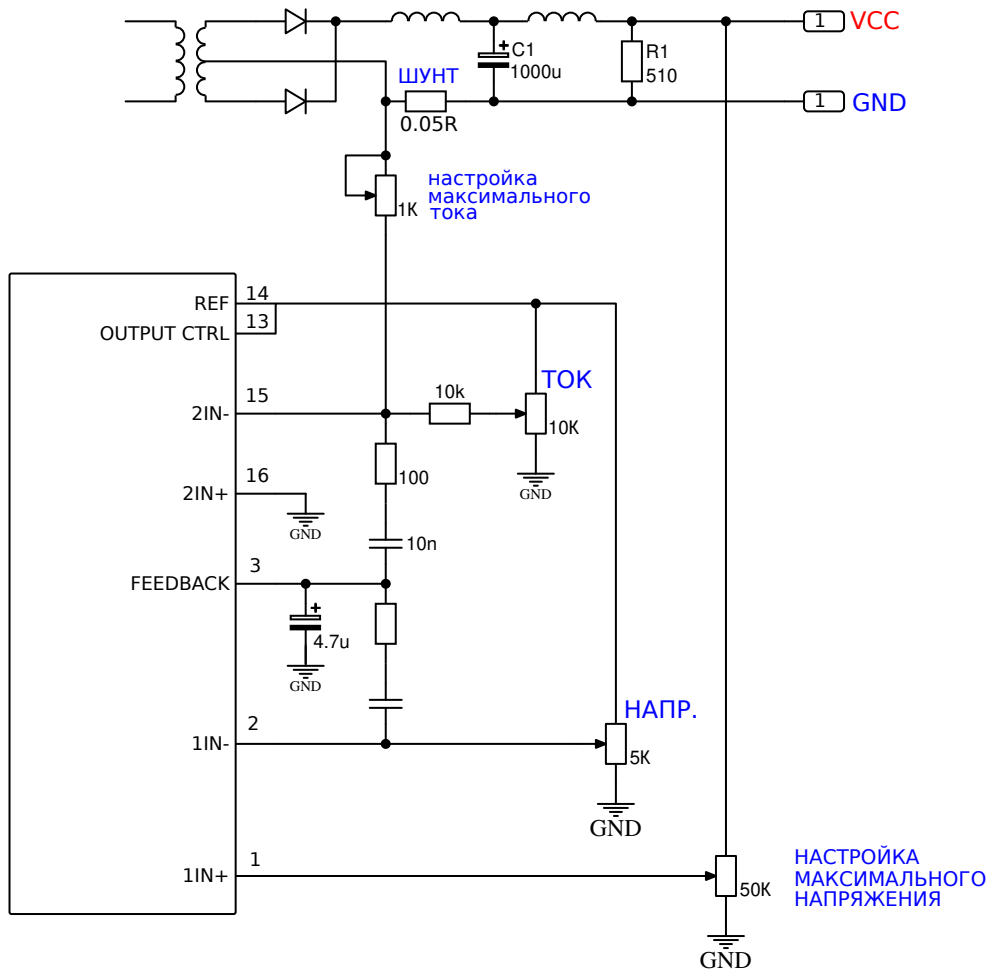 1 VCC
C1
1000u
R1
510
ШУНТ
0.05R
1 GND
настройка
максимального
тока
1K
REF 14
OUTPUT CTRL 13
ТОК
10k
10K
2IN- 15
100
GND
2IN+ 16
GND
10n
FEEDBACK 3
4.7u
GND
НАПР.
1IN- 2
5K
GND
1IN+ 1
50K
НАСТРОЙКА
МАКСИМАЛЬНОГО
НАПРЯЖЕНИЯ
GND